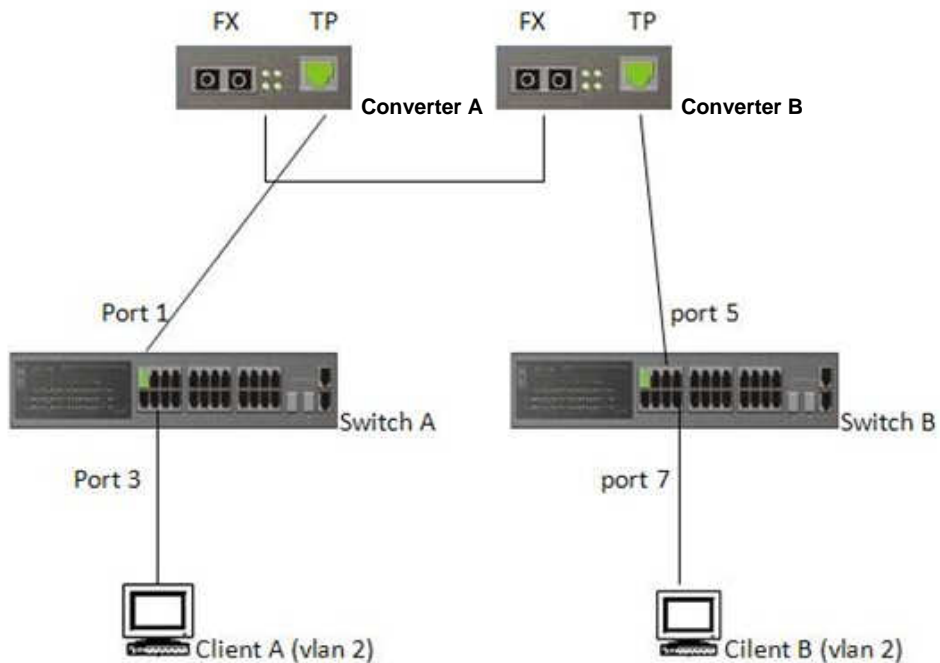 FX TP FX TP
Converter A Converter B
Port 1 port 5
Switch A Switch B
Port 3 port 7
Client A (vlan 2) Cilent B (vlan 2)